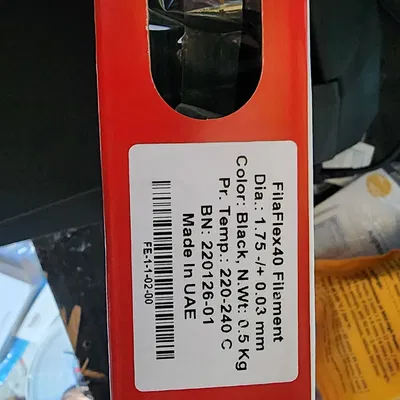 FilaFlex40 Filament
Dia.: 1.75 -/+ 0.03 mm
Color: Black, N.Wt: 0.5 Kg
Pr. Temp.: 220-240 C
BN: 220126-01
Made In UAE
FE-1-1-02-00